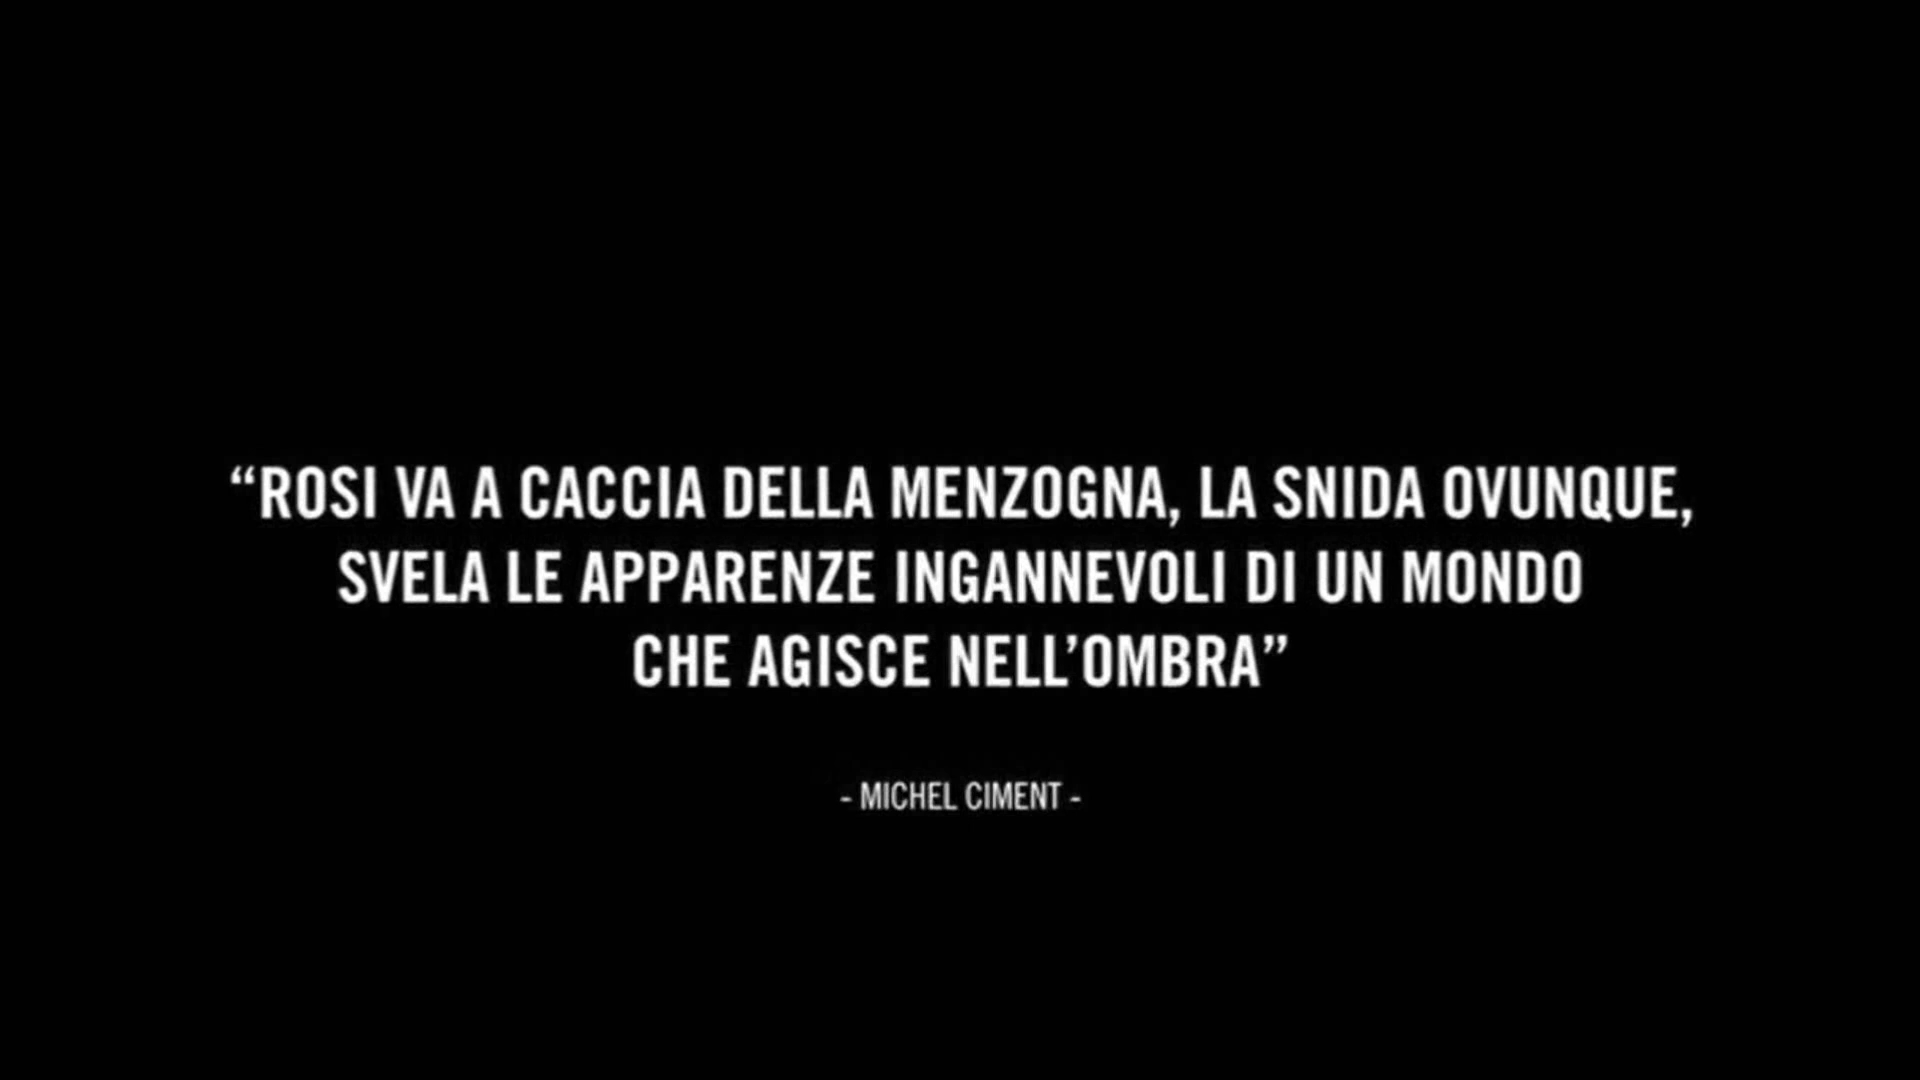 “ROSI VA A CACCIA DELLA MENZOGNA, LA SNIDA OVUNQUE,
SVELA LE APPARENZE INGANNEVOLI DI UN MONDO
CHE AGISCE NELL’OMBRA”
- MICHEL CIMENT -